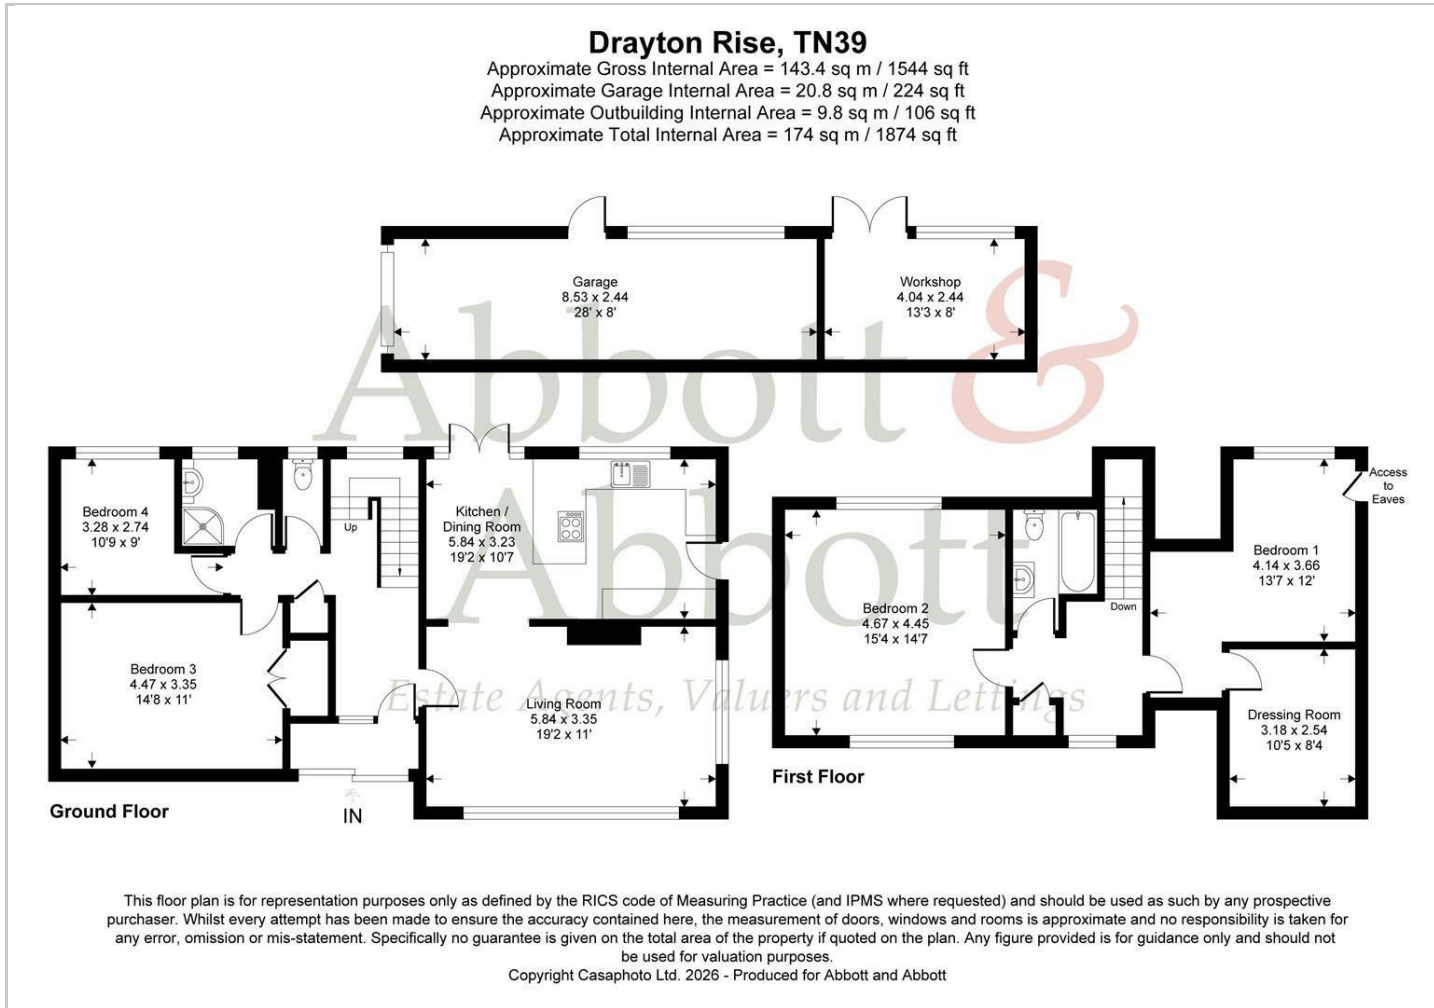 Drayton Rise, TN39
Approximate Gross Internal Area = 143.4 sq m / 1544 sq ft
Approximate Garage Internal Area = 20.8 sq m / 224 sq ft
Approximate Outbuilding Internal Area = 9.8 sq m / 106 sq ft
Approximate Total Internal Area = 174 sq m / 1874 sq ft
Garage
8.53 x 2.44
28' x 8'
Workshop
4.04 x 2.44
13'3 x 8'
Abbott &
Abbott
Estate Agents, Valuers and Lettings
Bedroom 4
3.28 x 2.74
10'9 x 9'
Up
Kitchen /
Dining Room
5.84 x 3.23
19'2 x 10'7
Bedroom 3
4.47 x 3.35
14'8 x 11'
Living Room
5.84 x 3.35
19'2 x 11'
IN
Ground Floor
Bedroom 2
4.67 x 4.45
15'4 x 14'7
Down
Bedroom 1
4.14 x 3.66
13'7 x 12'
Access
to
Eaves
Dressing Room
3.18 x 2.54
10'5 x 8'4
First Floor
This floor plan is for representation purposes only as defined by the RICS code of Measuring Practice (and IPMS where requested) and should be used as such by any prospective
purchaser. Whilst every attempt has been made to ensure the accuracy contained here, the measurement of doors, windows and rooms is approximate and no responsibility is taken for
any error, omission or mis-statement. Specifically no guarantee is given on the total area of the property if quoted on the plan. Any figure provided is for guidance only and should not
be used for valuation purposes.
Copyright Casaphoto Ltd. 2026 - Produced for Abbott and Abbott